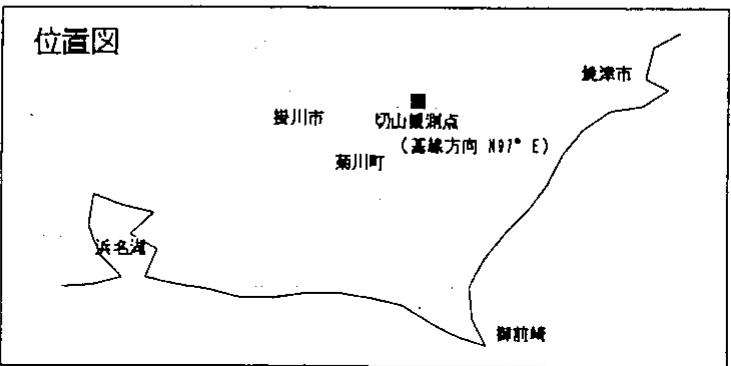 位置図
焼津市
掛川市
切山観測点
(基線方向 N97° E)
菊川町
浜名湖
御前崎